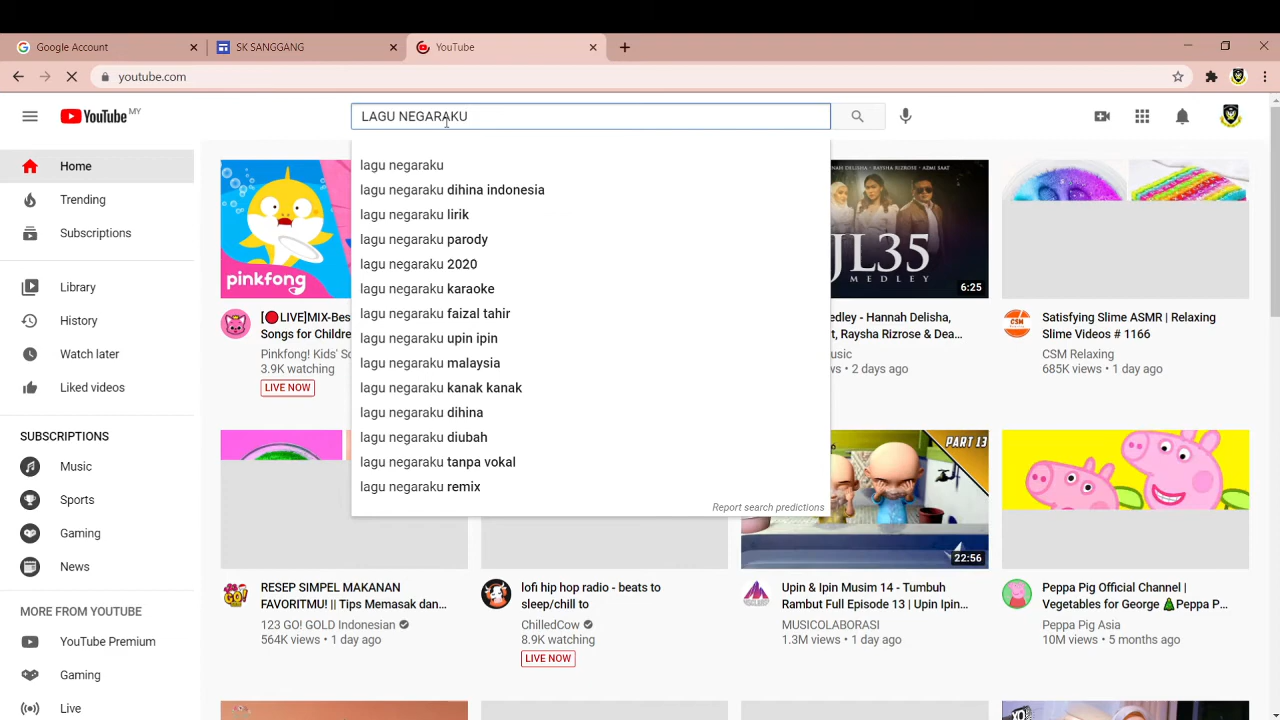 Google Account
SK SANGGANG
YouTube
youtube.com
YouTube MY
LAGU NEGARAKU
lagu negaraku
lagu negaraku dihina indonesia
lagu negaraku lirik
lagu negaraku parody
lagu negaraku 2020
lagu negaraku karaoke
lagu negaraku faizal tahir
lagu negaraku upin ipin
lagu negaraku malaysia
lagu negaraku kanak kanak
lagu negaraku dihina
lagu negaraku diubah
lagu negaraku tanpa vokal
lagu negaraku remix
Report search predictions
Home
Trending
Subscriptions
Library
History
Watch later
Liked videos
SUBSCRIPTIONS
Music
Sports
Gaming
News
MORE FROM YOUTUBE
YouTube Premium
Gaming
Live
pinkfong
[🔴LIVE]MIX-Bes
Songs for Childre
Pinkfong! Kids' So
3.9K watching
LIVE NOW
DELISHA, RAYSHA RIZROSE & AZMI SAAT
JL35
MEDLEY
6:25
edley - Hannah Delisha,
t, Raysha Rizrose & Dea...
usic
s • 2 days ago
Satisfying Slime ASMR | Relaxing
Slime Videos # 1166
CSM Relaxing
685K views • 1 day ago
RESEP SIMPEL MAKANAN
FAVORITMU! || Tips Memasak dan...
123 GO! GOLD Indonesian
564K views • 1 day ago
lofi hip hop radio - beats to
sleep/chill to
ChilledCow
8.9K watching
LIVE NOW
PART 13
22:56
Upin & Ipin Musim 14 - Tumbuh
Rambut Full Episode 13 | Upin Ipin...
MUSICOLABORASI
1.3M views • 1 day ago
Peppa Pig Official Channel |
Vegetables for George 🎄Peppa P...
Peppa Pig Asia
10M views • 5 months ago